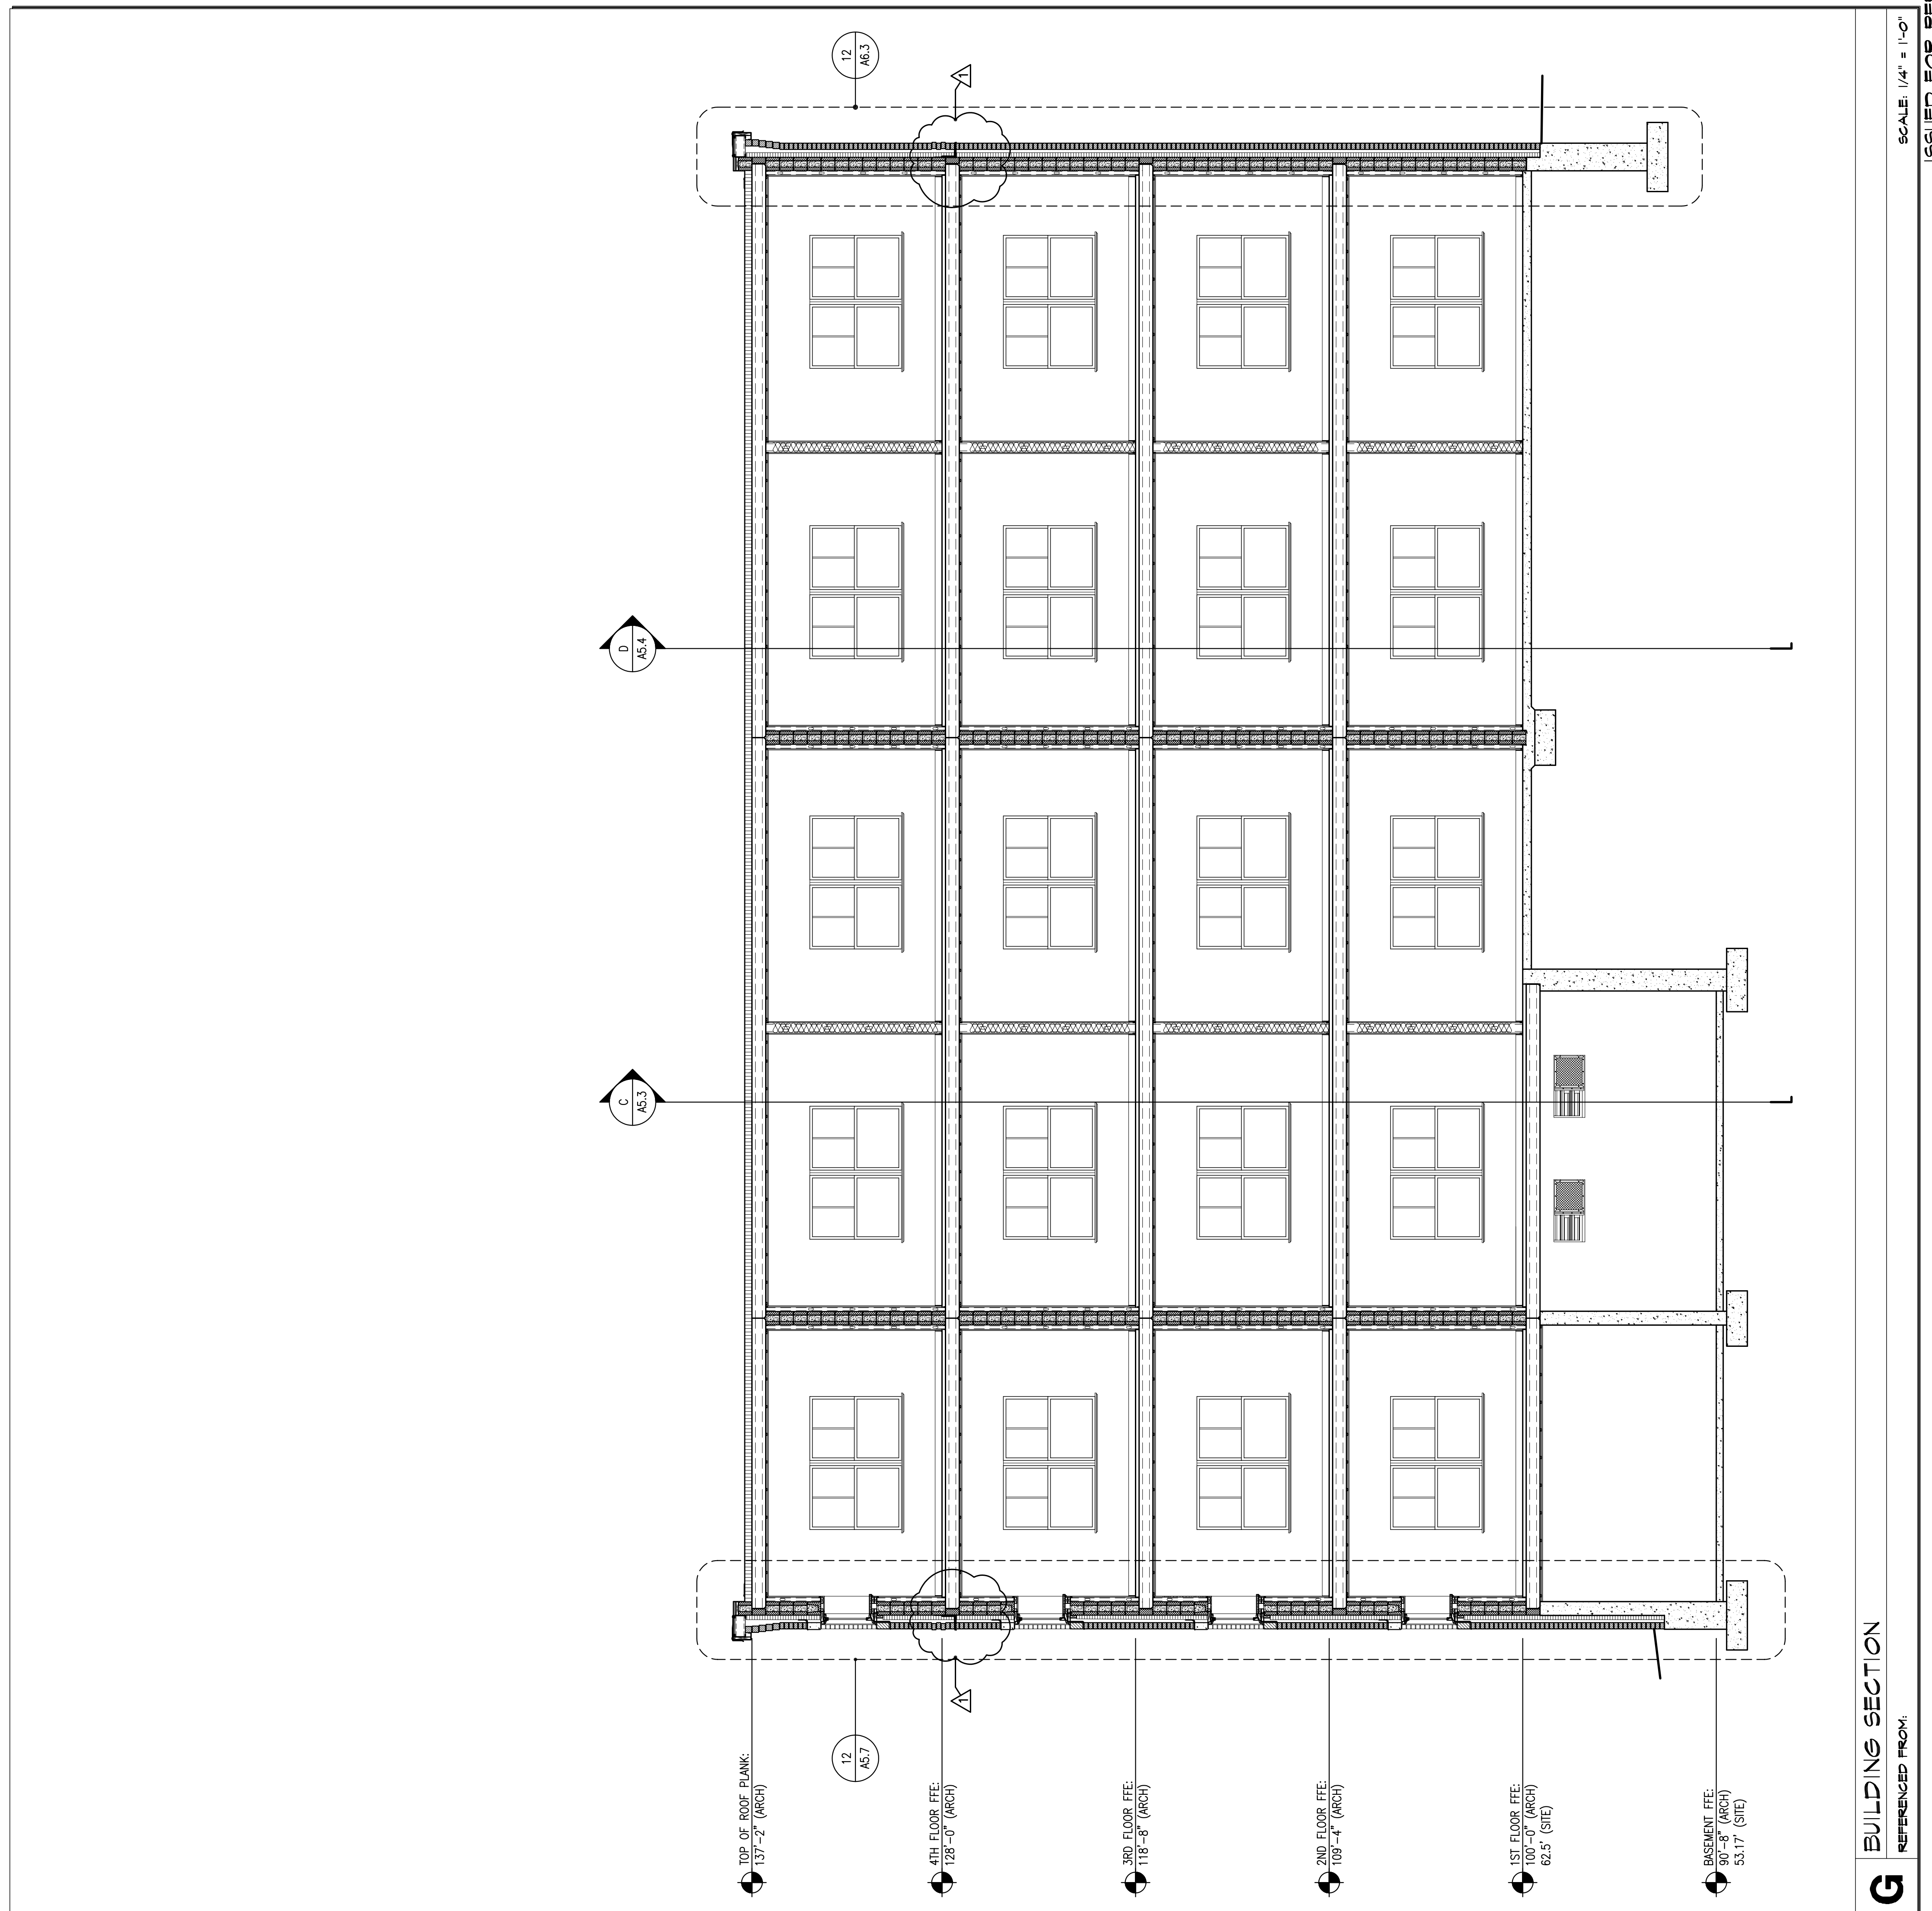 12
A6.3
1
D
A5.4
C
A5.3
1
12
A5.7
TOP OF ROOF PLANK:
137'-2" (ARCH)
4TH FLOOR FFE:
128'-0" (ARCH)
3RD FLOOR FFE:
118'-8" (ARCH)
2ND FLOOR FFE:
109'-4" (ARCH)
1ST FLOOR FFE:
100'-0" (ARCH)
62.5' (SITE)
BASEMENT FFE:
90'-8" (ARCH)
53.17' (SITE)
G
BUILDING SECTION
REFERENCED FROM:
SCALE: 1/4" = 1'-0"
ISSUED FOR